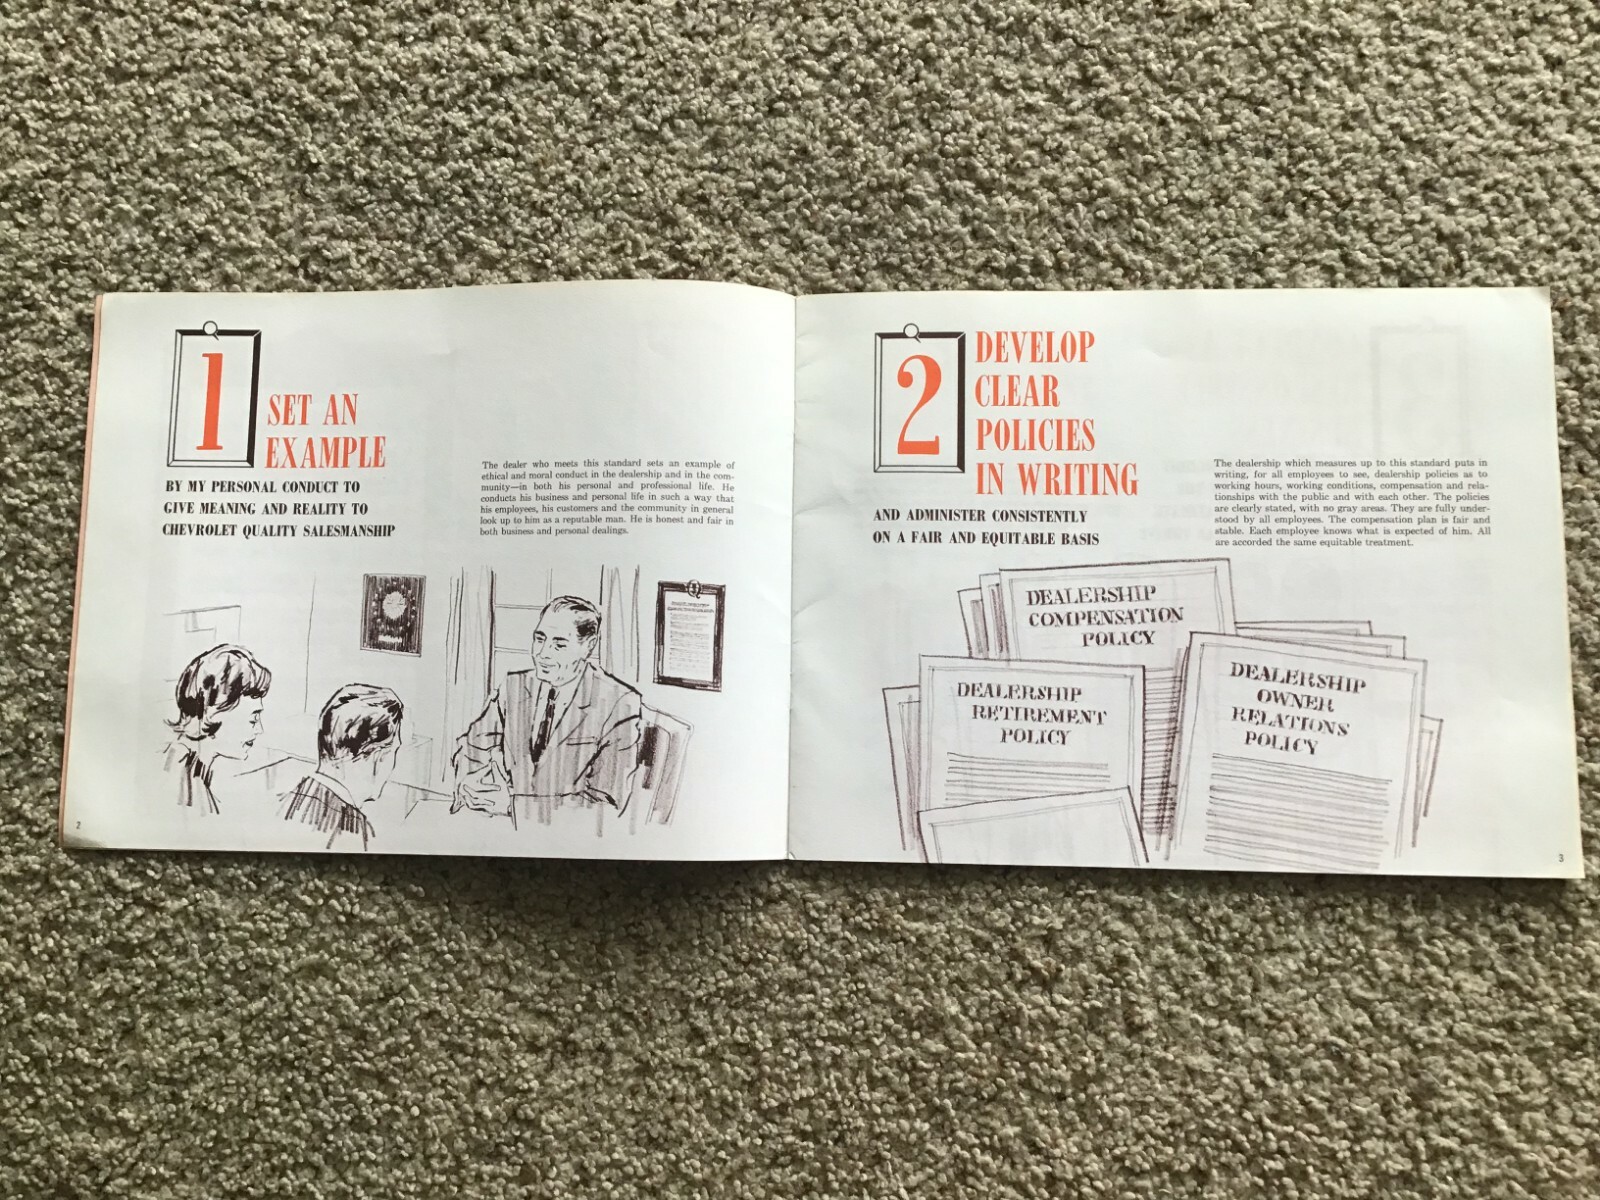 1
SET AN
EXAMPLE
BY MY PERSONAL CONDUCT TO
GIVE MEANING AND REALITY TO
CHEVROLET QUALITY SALESMANSHIP
The dealer who meets this standard sets an example of
ethical and moral conduct in the dealership and in the com-
munity—in both his personal and professional life. He
conducts his business and personal life in such a way that
his employees, his customers and the community in general
look up to him as a reputable man. He is honest and fair in
both business and personal dealings.
2
2
DEVELOP
CLEAR
POLICIES
IN WRITING
AND ADMINISTER CONSISTENTLY
ON A FAIR AND EQUITABLE BASIS
The dealership which measures up to this standard puts in
writing, for all employees to see, dealership policies as to
working hours, working conditions, compensation and rela-
tionships with the public and with each other. The policies
are clearly stated, with no gray areas. They are fully under-
stood by all employees. The compensation plan is fair and
stable. Each employee knows what is expected of him. All
are accorded the same equitable treatment.
DEALERSHIP
COMPENSATION
POLICY
DEALERSHIP
RETIREMENT
POLICY
DEALERSHIP
OWNER
RELATIONS
POLICY
3